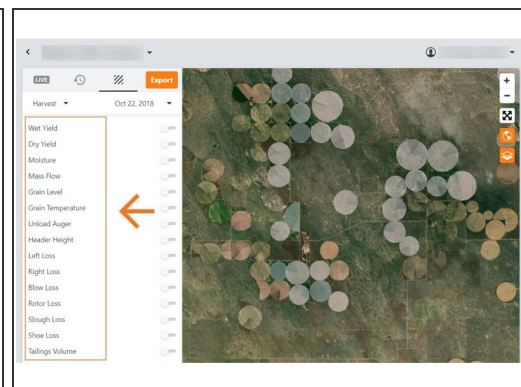 LIVE
Export
Harvest
Oct 22, 2018
Wet Yield
Dry Yield
Moisture
Mass Flow
Grain Level
Grain Temperature
Unload Auger
Header Height
Left Loss
Right Loss
Blow Loss
Rotor Loss
Slough Loss
Shoe Loss
Tailings Volume